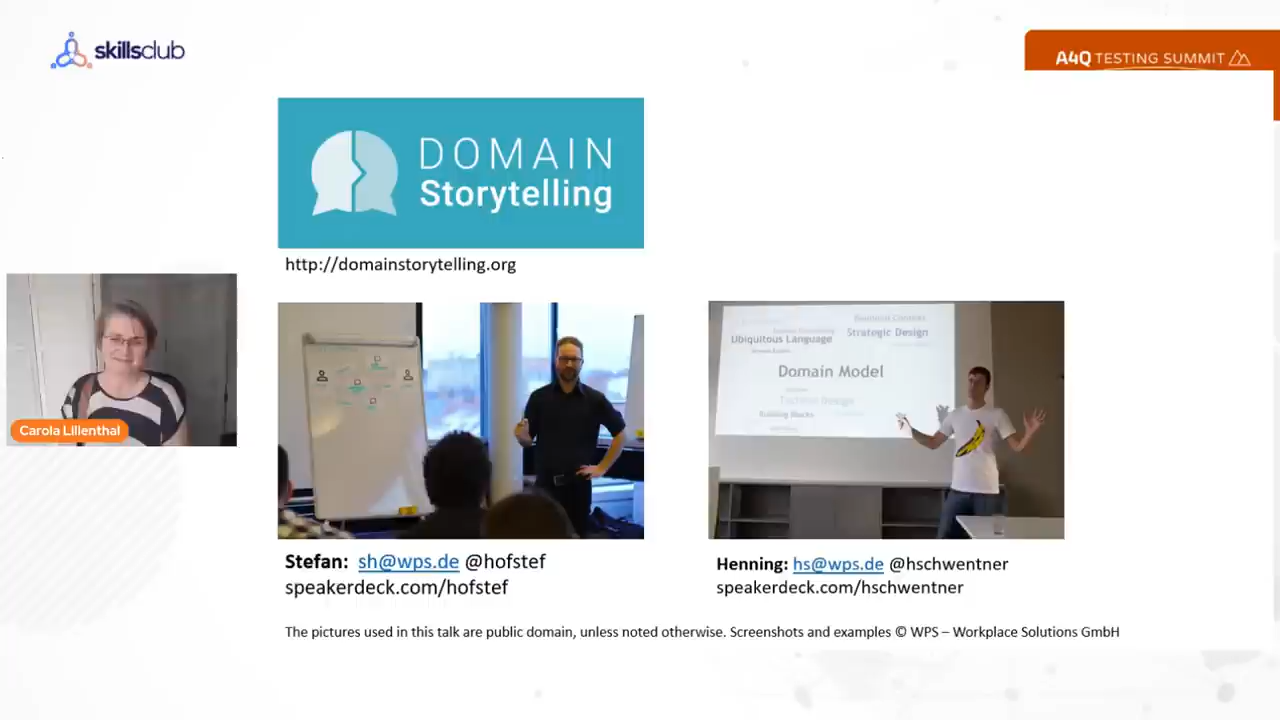 skillsclub
A4Q TESTING SUMMIT
DOMAIN
Storytelling
http://domainstorytelling.org
Carola Lilienthal
Ubiquitous Language
Strategic Design
Domain Model
Building Blocks
Stefan: sh@wps.de @hofstef
speakerdeck.com/hofstef
Henning: hs@wps.de @hschwentner
speakerdeck.com/hschwentner
The pictures used in this talk are public domain, unless noted otherwise. Screenshots and examples © WPS – Workplace Solutions GmbH